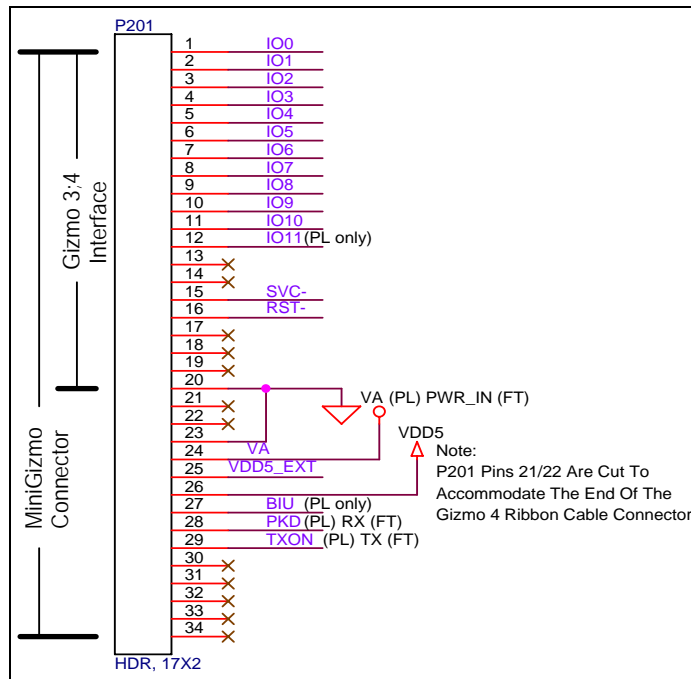 P201
1 IO0
2 IO1
3 IO2
4 IO3
5 IO4
6 IO5
7 IO6
8 IO7
9 IO8
10 IO9
11 IO10
12 IO11 (PL only)
13
14
15 SVC-
16 RST-
17
18
19
20
21
22
23
24 VA
25 VDD5_EXT
26
27 BIU (PL only)
28 PKD (PL) RX (FT)
29 TXON (PL) TX (FT)
30
31
32
33
34
HDR, 17X2
Gizmo 3;4
Interface
MiniGizmo
Connector
VA (PL) PWR_IN (FT)
VDD5
Note:
P201 Pins 21/22 Are Cut To
Accommodate The End Of The
Gizmo 4 Ribbon Cable Connector